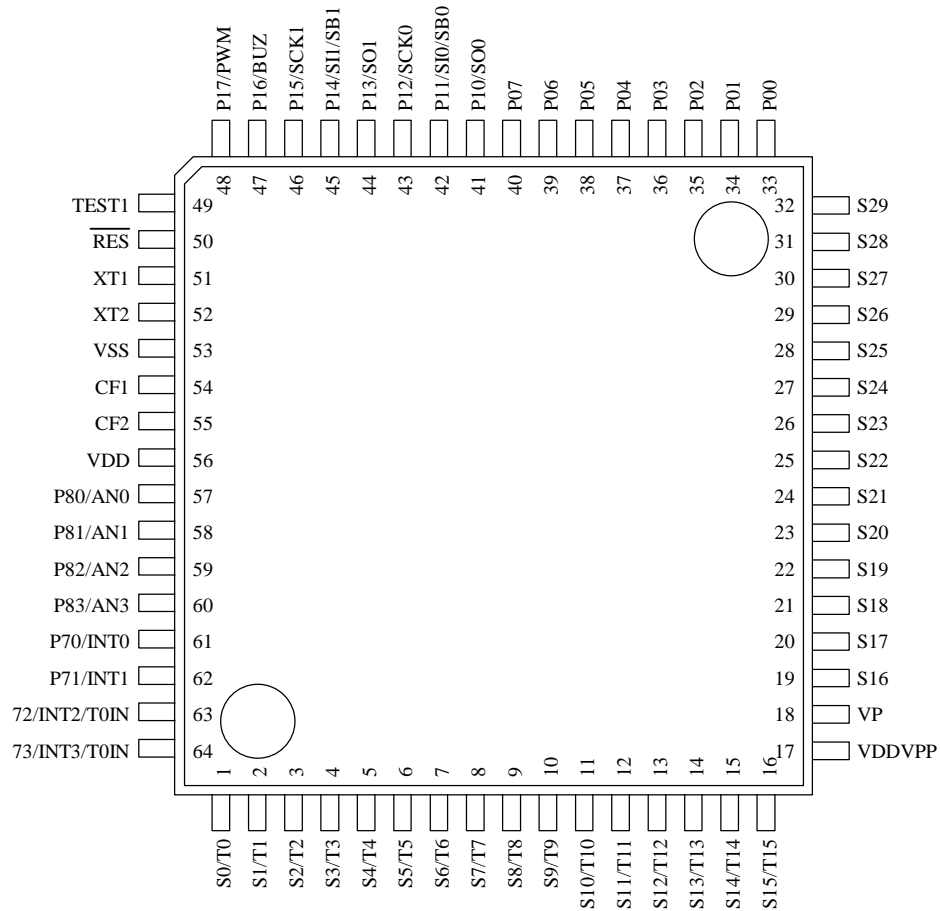 P17/PWM
P16/BUZ
P15/SCK1
P14/SI1/SB1
P13/SO1
P12/SCK0
P11/SI0/SB0
P10/SO0
P07
P06
P05
P04
P03
P02
P01
P00
48
47
46
45
44
43
42
41
40
39
38
37
36
35
34
33
TEST1 49
RES 50
XT1 51
XT2 52
VSS 53
CF1 54
CF2 55
VDD 56
P80/AN0 57
P81/AN1 58
P82/AN2 59
P83/AN3 60
P70/INT0 61
P71/INT1 62
72/INT2/T0IN 63
73/INT3/T0IN 64
32 S29
31 S28
30 S27
29 S26
28 S25
27 S24
26 S23
25 S22
24 S21
23 S20
22 S19
21 S18
20 S17
19 S16
18 VP
17 VDDVPP
1
2
3
4
5
6
7
8
9
10
11
12
13
14
15
16
S0/T0
S1/T1
S2/T2
S3/T3
S4/T4
S5/T5
S6/T6
S7/T7
S8/T8
S9/T9
S10/T10
S11/T11
S12/T12
S13/T13
S14/T14
S15/T15